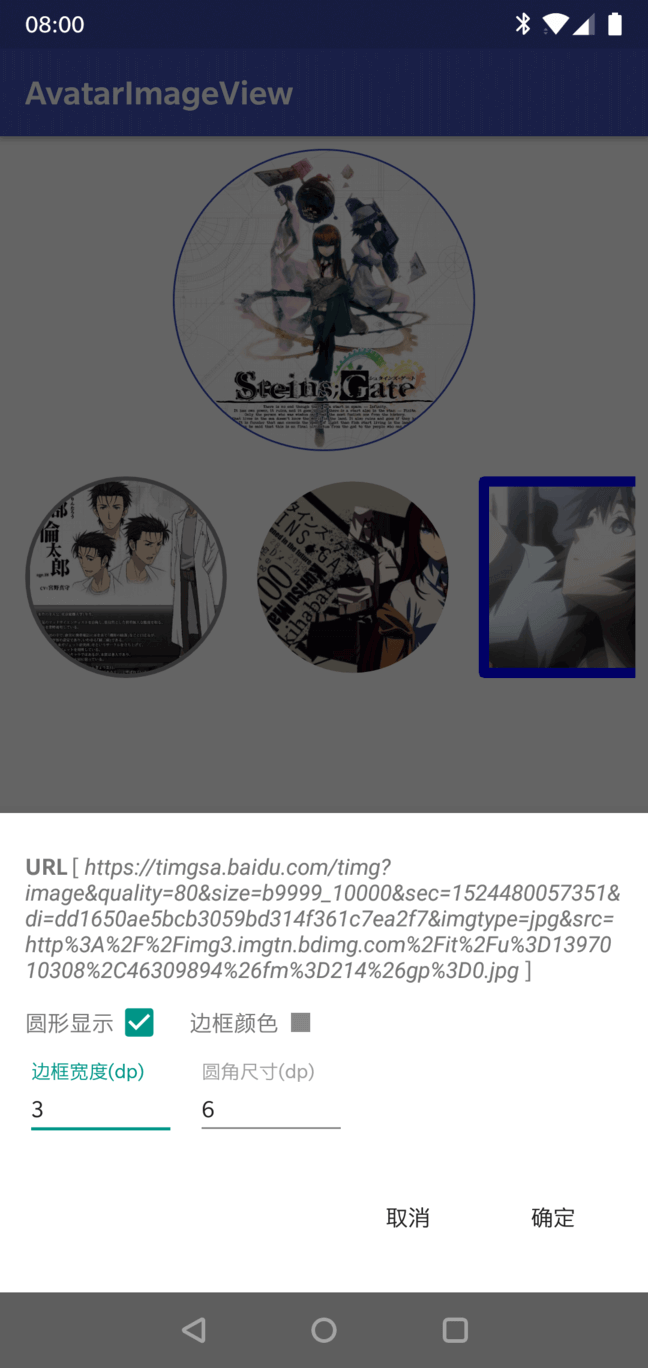 08:00
AvatarImageView
Steins;Gate
URL [ https://timgsa.baidu.com/timg?
image&quality=80&size=b9999_10000&sec=1524480057351&
di=dd1650ae5bcb3059bd314f361c7ea2f7&imgtype=jpg&src=
http%3A%2F%2Fimg3.imgtn.bdimg.com%2Fit%2Fu%3D13970
10308%2C46309894%26fm%3D214%26gp%3D0.jpg ]
圆形显示 边框颜色
边框宽度(dp) 圆角尺寸(dp)
3 6
取消 确定